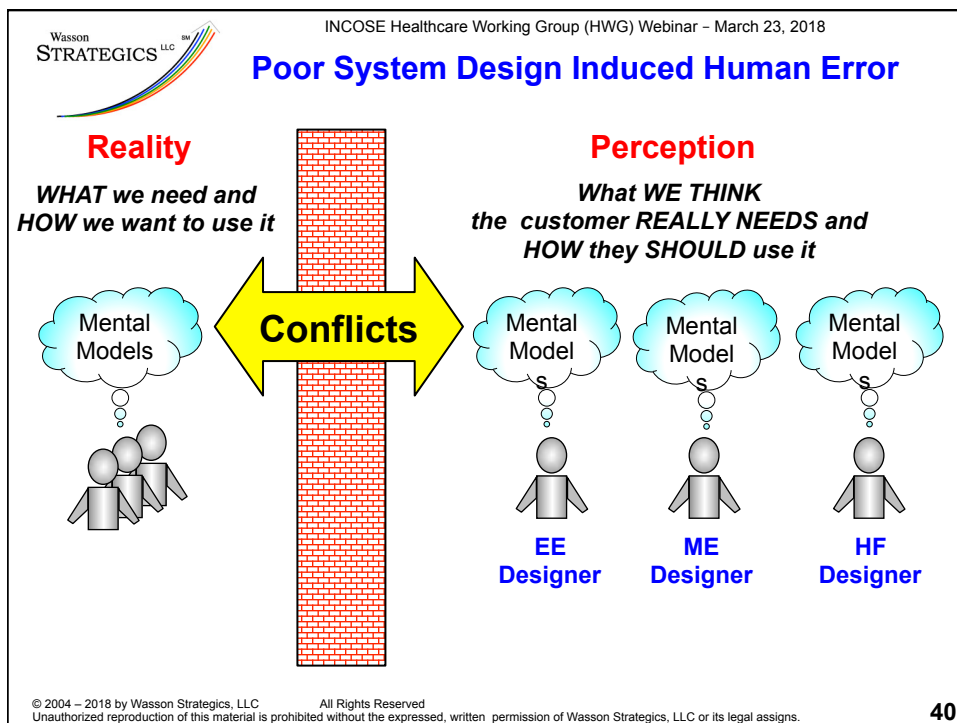 INCOSE Healthcare Working Group (HWG) Webinar – March 23, 2018
Wasson
STRATEGICS LLC SM
Poor System Design Induced Human Error
Reality
WHAT we need and
HOW we want to use it
Perception
What WE THINK
the customer REALLY NEEDS and
HOW they SHOULD use it
Mental
Models
Conflicts
Mental
Model
s
Mental
Model
s
Mental
Model
s
EE
Designer
ME
Designer
HF
Designer
© 2004 – 2018 by Wasson Strategics, LLC All Rights Reserved
Unauthorized reproduction of this material is prohibited without the expressed, written permission of Wasson Strategics, LLC or its legal assigns.
40